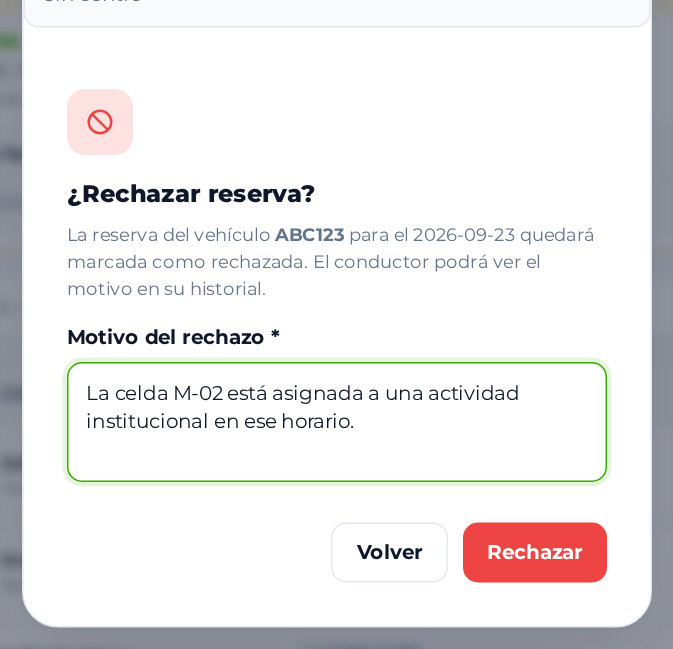 ¿Rechazar reserva?
La reserva del vehículo ABC123 para el 2026-09-23 quedará
marcada como rechazada. El conductor podrá ver el
motivo en su historial.
Motivo del rechazo *
La celda M-02 está asignada a una actividad
institucional en ese horario.
Volver Rechazar